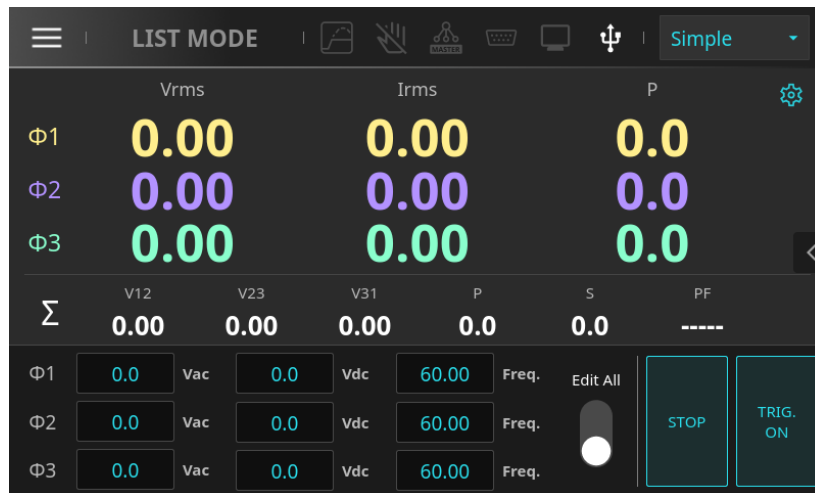 LIST MODE MASTER Simple
Vrms Irms P
Φ1 0.00 0.00 0.0
Φ2 0.00 0.00 0.0
Φ3 0.00 0.00 0.0
V12 V23 V31 P S PF
Σ 0.00 0.00 0.00 0.0 0.0 -----
Φ1 0.0 Vac 0.0 Vdc 60.00 Freq. Edit All
Φ2 0.0 Vac 0.0 Vdc 60.00 Freq. STOP TRIG. ON
Φ3 0.0 Vac 0.0 Vdc 60.00 Freq.